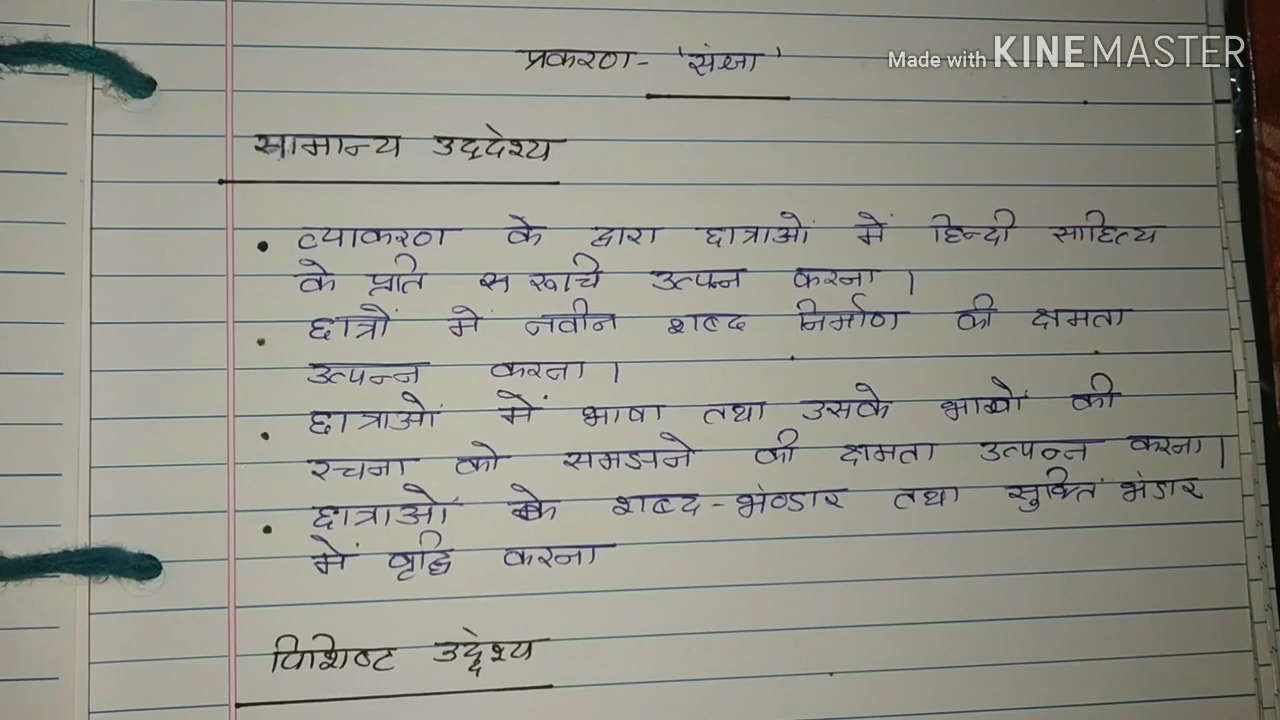 प्रकरण - 'संज्ञा'
Made with KINEMASTER
सामान्य उद्देश्य
• व्याकरण के द्वारा छात्राओं में हिन्दी साहित्य
के प्रति रूचि उत्पन्न करना ।
• छात्रों में नवीन शब्द निर्माण की क्षमता
उत्पन्न करना ।
• छात्राओं में भाषा तथा उसके भावों की
रचना को समझने की क्षमता उत्पन्न करना।
• छात्राओं के शब्द - भण्डार तथा सुक्ति भंडार
में वृद्धि करना
विशिष्ट उद्देश्य